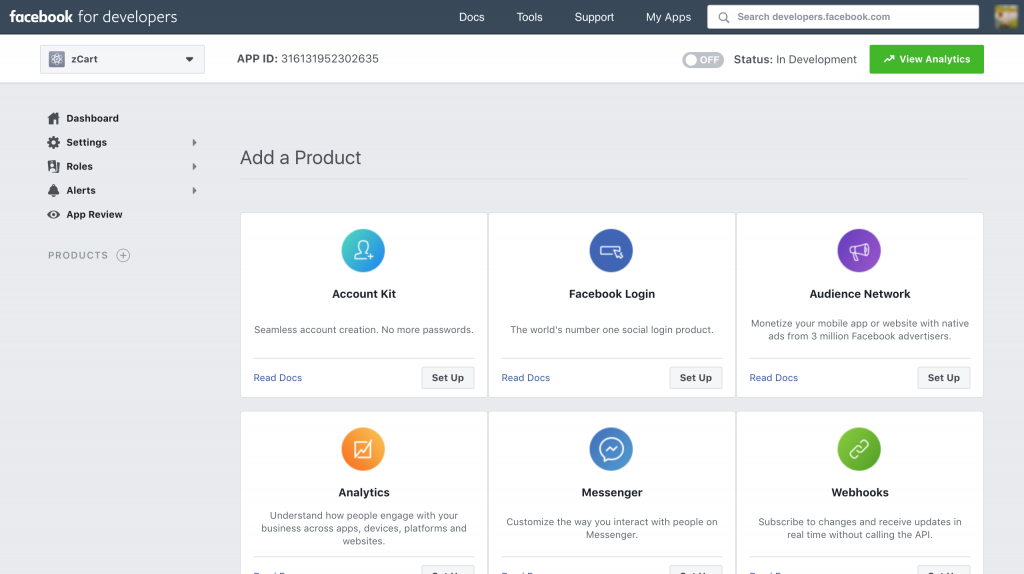 facebook for developers
Docs
Tools
Support
My Apps
Search developers.facebook.com
zCart
APP ID: 316131952302635
OFF
Status: In Development
View Analytics
Dashboard
Settings
Roles
Alerts
App Review
PRODUCTS
Add a Product
Account Kit
Seamless account creation. No more passwords.
Read Docs
Set Up
Facebook Login
The world's number one social login product.
Read Docs
Set Up
Audience Network
Monetize your mobile app or website with native
ads from 3 million Facebook advertisers.
Read Docs
Set Up
Analytics
Understand how people engage with your
business across apps, devices, platforms and
websites.
Messenger
Customize the way you interact with people on
Messenger.
Webhooks
Subscribe to changes and receive updates in
real time without calling the API.